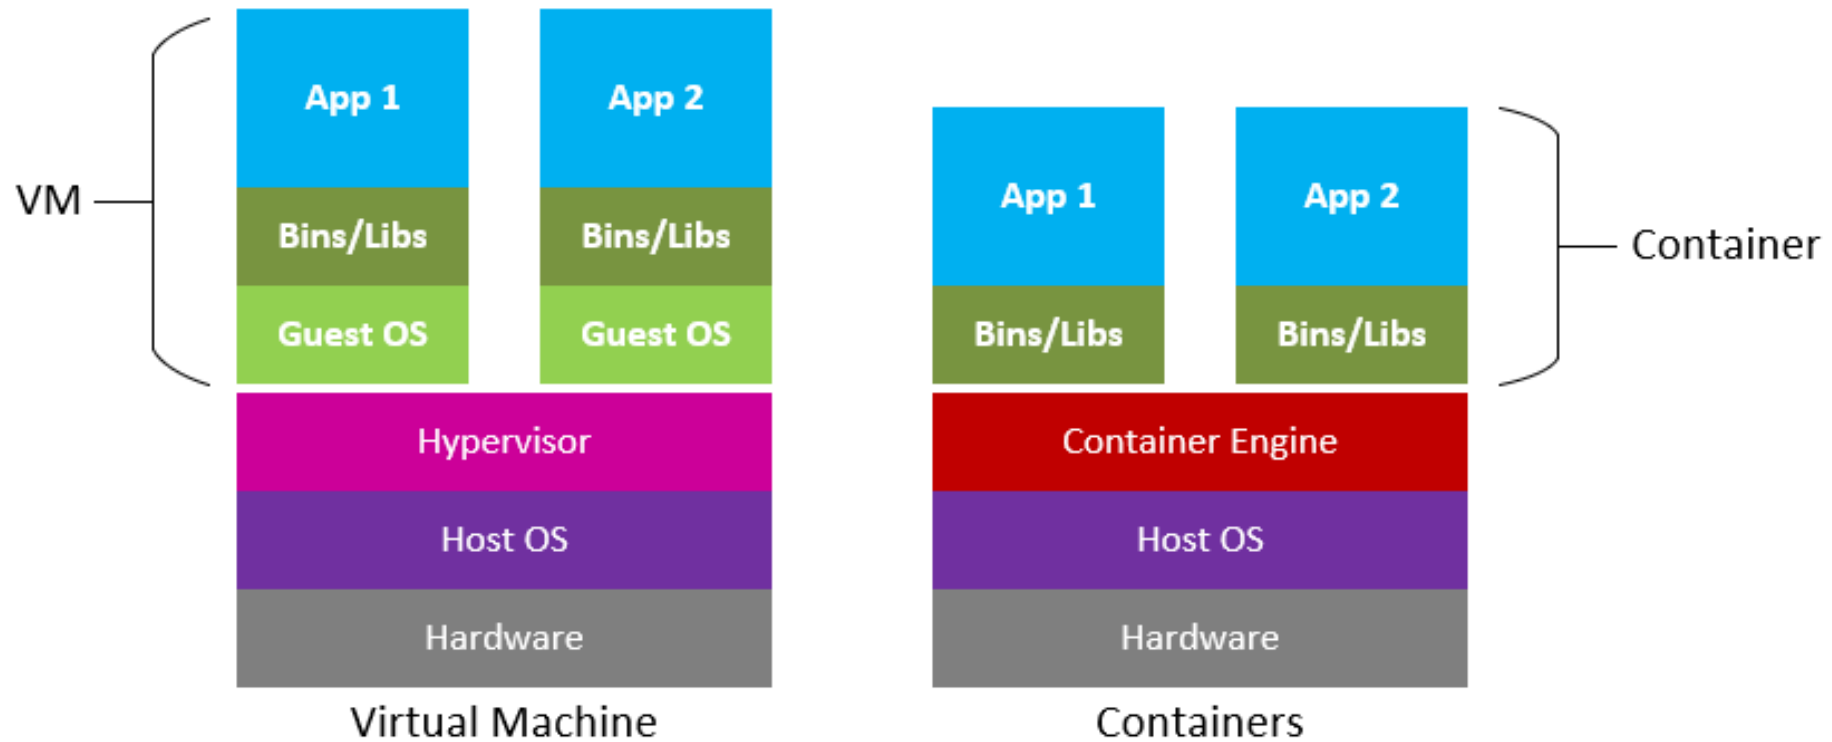 VM
App 1
App 2
Bins/Libs
Bins/Libs
Guest OS
Guest OS
Hypervisor
Host OS
Hardware
Virtual Machine
App 1
App 2
Bins/Libs
Bins/Libs
Container
Container Engine
Host OS
Hardware
Containers